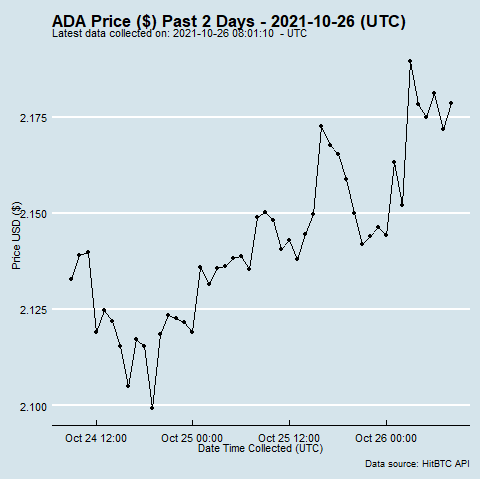 ADA Price ($) Past 2 Days - 2021-10-26 (UTC)
Latest data collected on: 2021-10-26 08:01:10 - UTC
2.175
2.150
2.125
2.100
Price USD ($)
Oct 24 12:00 Oct 25 00:00 Oct 25 12:00 Oct 26 00:00
Date Time Collected (UTC)
Data source: HitBTC API